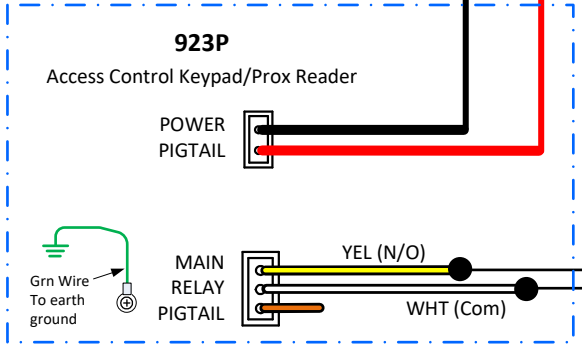 923P
Access Control Keypad/Prox Reader
POWER
PIGTAIL
YEL (N/O)
MAIN
RELAY
PIGTAIL
WHT (Com)
Grn Wire
To earth
ground